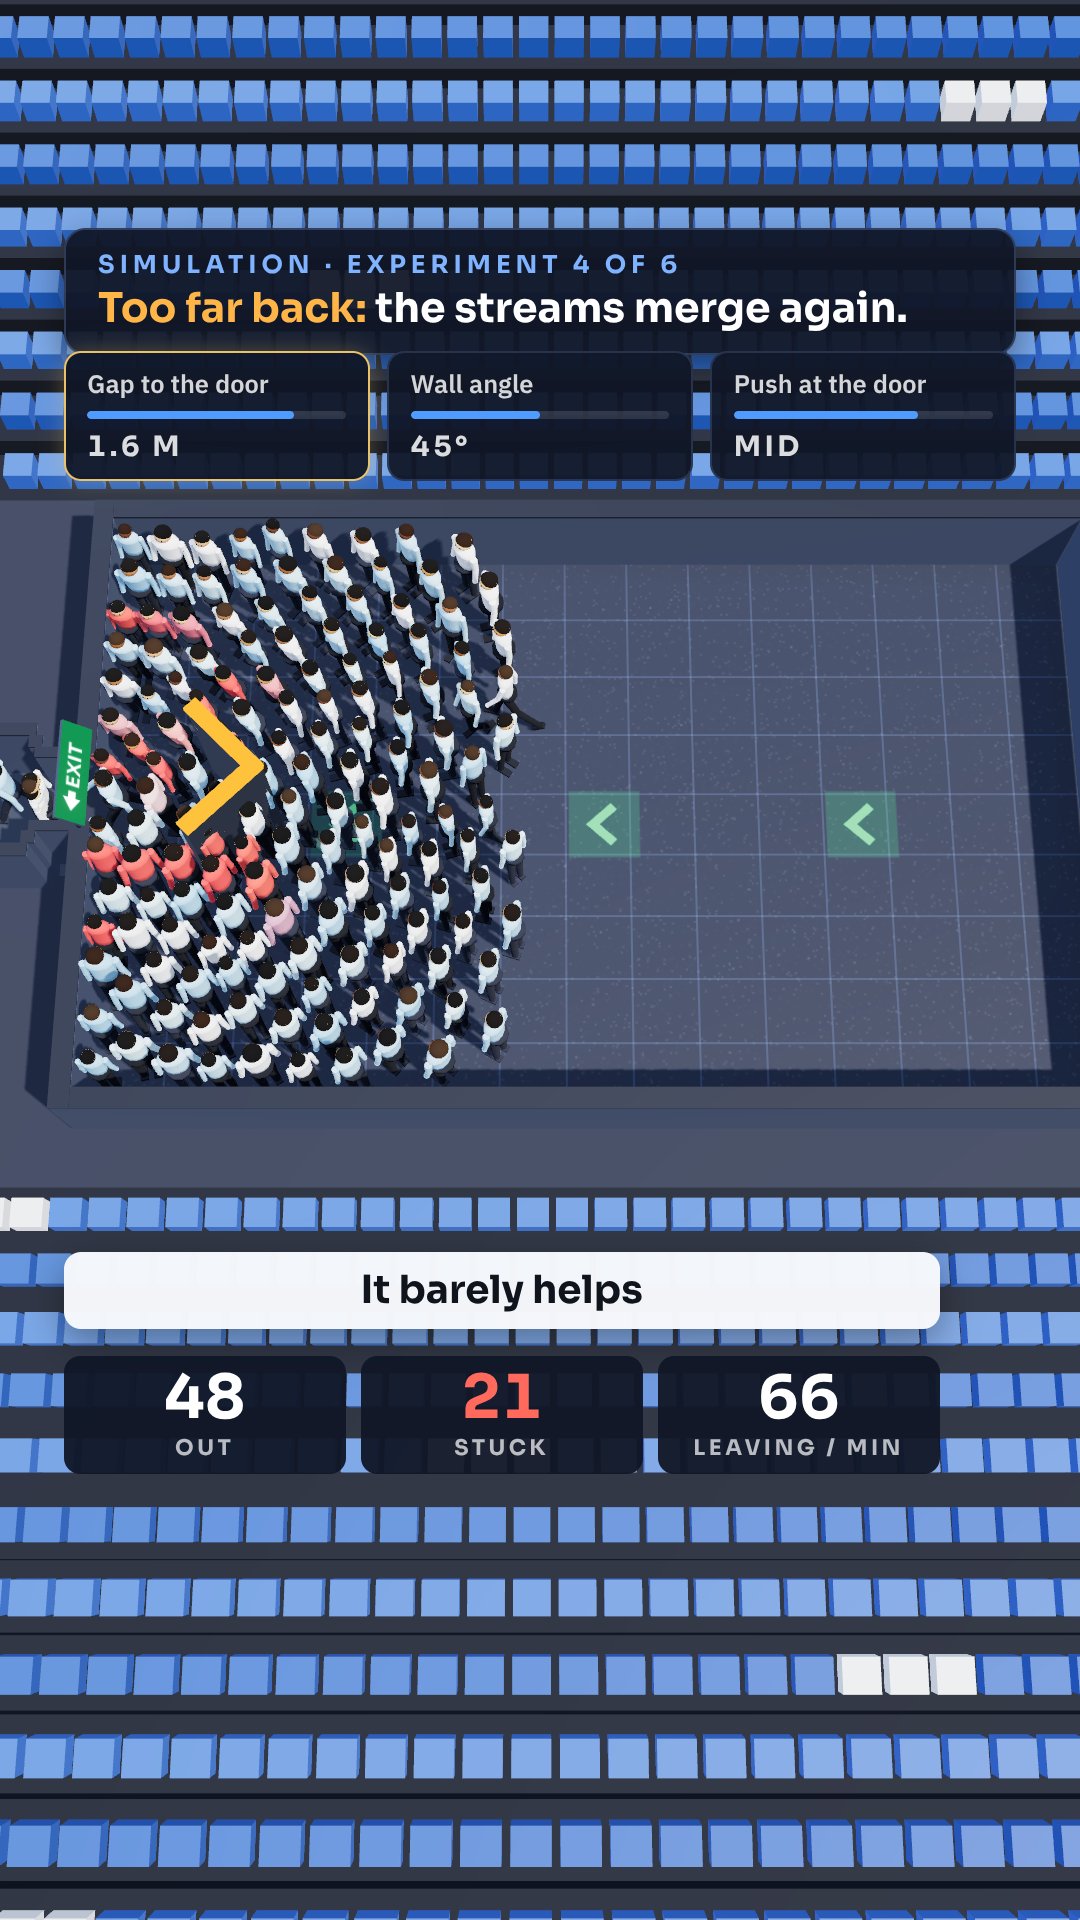 SIMULATION · EXPERIMENT 4 OF 6
Too far back: the streams merge again.
Gap to the door
1.6 M
Wall angle
45°
Push at the door
MID
EXIT
It barely helps
48
OUT
21
STUCK
66
LEAVING / MIN